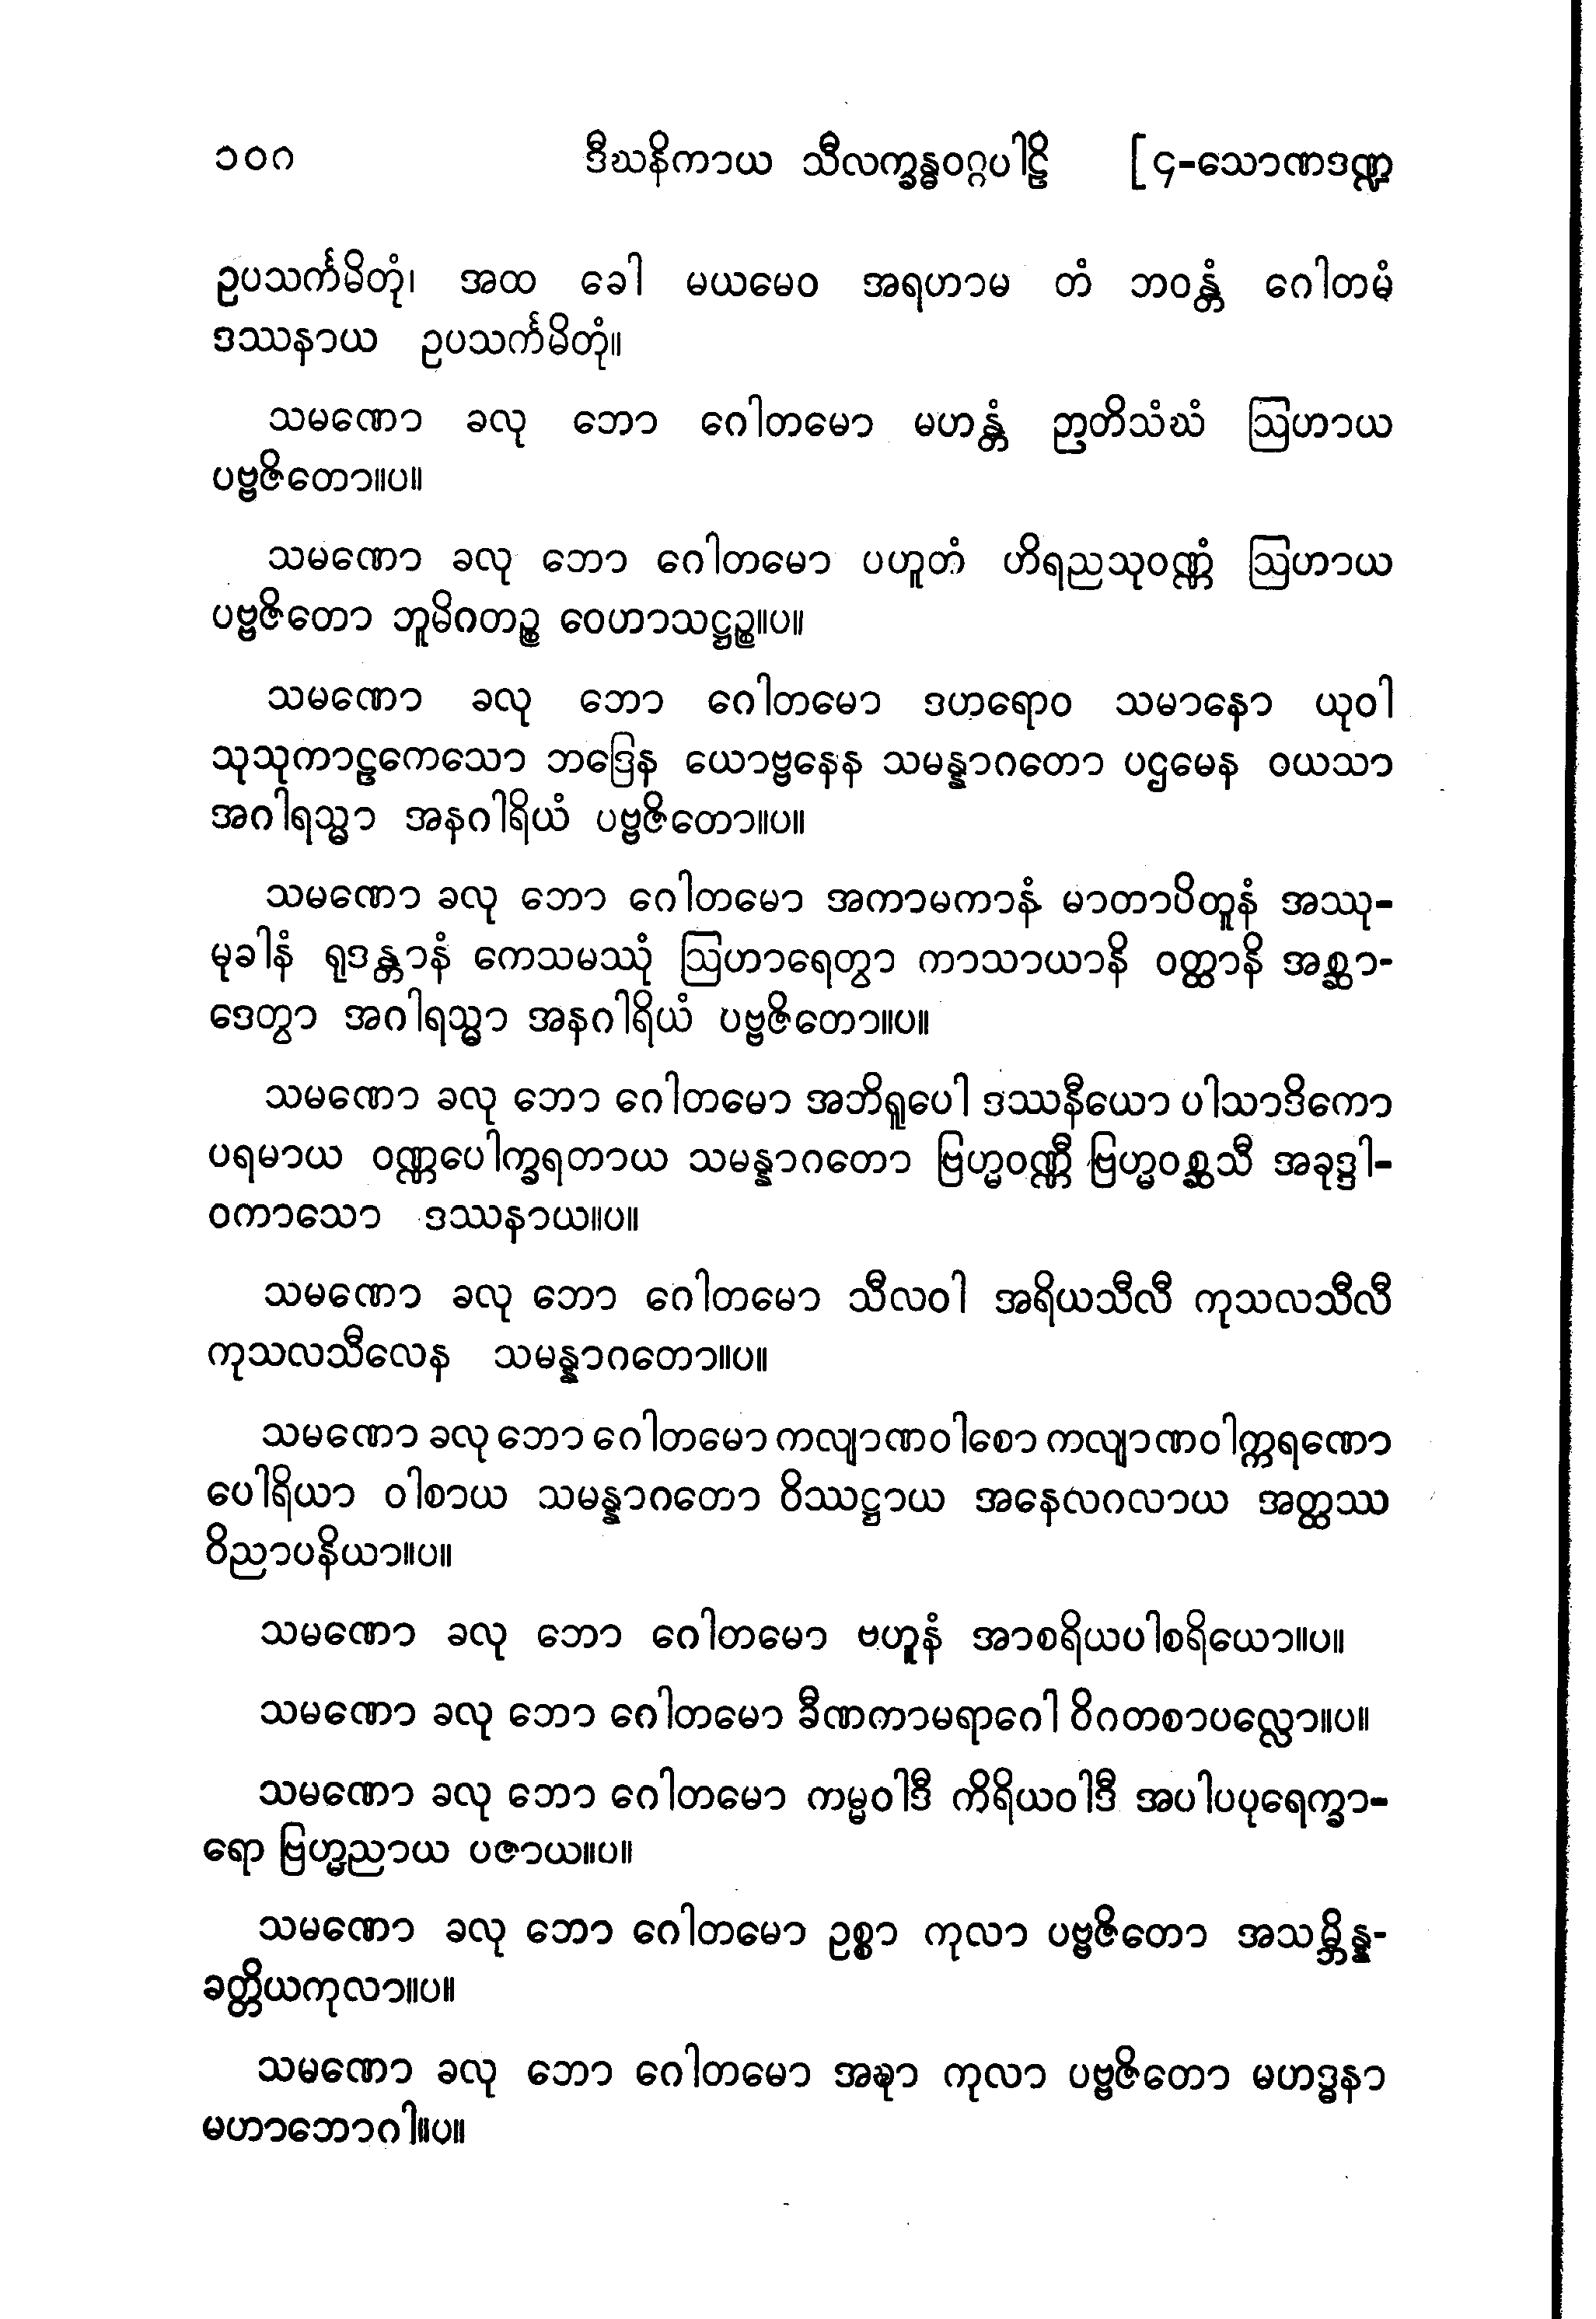 ၁၀ဂ ဒီဃနိကာယ သီလက္ခန္ဓဝဂ္ဂပါဠိ [၄-သောဏဒဏ္ဍ
ဥပသင်္ကမိတုံ၊ အထ ခေါ မယမေဝ အရဟာမ တံ ဘဝန္တံ ဂေါတမံ
ဒဿနာယ ဥပသင်္ကမိတုံ။
သမဏော ခလု ဘော ဂေါတမော မဟန္တံ ဉာတိသံဃံ ဩဟာယ
ပဗ္ဗဇိတော။ပ။
သမဏော ခလု ဘော ဂေါတမော ပဟူတံ ဟိရညသုဝဏ္ဏံ ဩဟာယ
ပဗ္ဗဇိတော ဘူမိဂတဉ္စ ဝေဟာသဋ္ဌဉ္စ။ပ။
သမဏော ခလု ဘော ဂေါတမော ဒဟရောဝ သမာနော ယုဝါ
သုသုကာဠကေသော ဘဒြေန ယောဗ္ဗနေန သမန္နာဂတော ပဌမေန ဝယသာ
အဂါရသ္မာ အနဂါရိယံ ပဗ္ဗဇိတော။ပ။
သမဏော ခလု ဘော ဂေါတမော အကာမကာနံ မာတာပိတူနံ အဿု-
မုခါနံ ရုဒန္တာနံ ကေသမဿုံ ဩဟာရေတွာ ကာသာယာနိ ဝတ္ထာနိ အစ္ဆာ-
ဒေတွာ အဂါရသ္မာ အနဂါရိယံ ပဗ္ဗဇိတော။ပ။
သမဏော ခလု ဘော ဂေါတမော အဘိရူပေါ ဒဿနီယော ပါသာဒိကော
ပရမာယ ဝဏ္ဏပေါက္ခရတာယ သမန္နာဂတော ဗြဟ္မဝဏ္ဏီ ဗြဟ္မဝစ္ဆသီ အခုဒ္ဒါ-
ဝကာသော ဒဿနာယ။ပ။
သမဏော ခလု ဘော ဂေါတမော သီလဝါ အရိယသီလီ ကုသလသီလီ
ကုသလသီလေန သမန္နာဂတော။ပ။
သမဏော ခလု ဘော ဂေါတမော ကလျာဏဝါစော ကလျာဏဝါက္ကရဏော
ပေါရိယာ ဝါစာယ သမန္နာဂတော ဝိဿဋ္ဌာယ အနေလဂလာယ အတ္ထဿ
ဝိညာပနိယာ။ပ။
သမဏော ခလု ဘော ဂေါတမော ဗဟူနံ အာစရိယပါစရိယော။ပ။
သမဏော ခလု ဘော ဂေါတမော ခီဏကာမရာဂေါ ဝိဂတစာပလ္လော။ပ။
သမဏော ခလု ဘော ဂေါတမော ကမ္မဝါဒီ ကိရိယဝါဒီ အပါပပုရေက္ခာ-
ရော ဗြဟ္မညာယ ပဇာယ။ပ။
သမဏော ခလု ဘော ဂေါတမော ဥစ္စာ ကုလာ ပဗ္ဗဇိတော အသမ္ဘိန္န-
ခတ္တိယကုလာ။ပ။
သမဏော ခလု ဘော ဂေါတမော အဍ္ဎာ ကုလာ ပဗ္ဗဇိတော မဟဒ္ဓနာ
မဟာဘောဂါ။ပ။